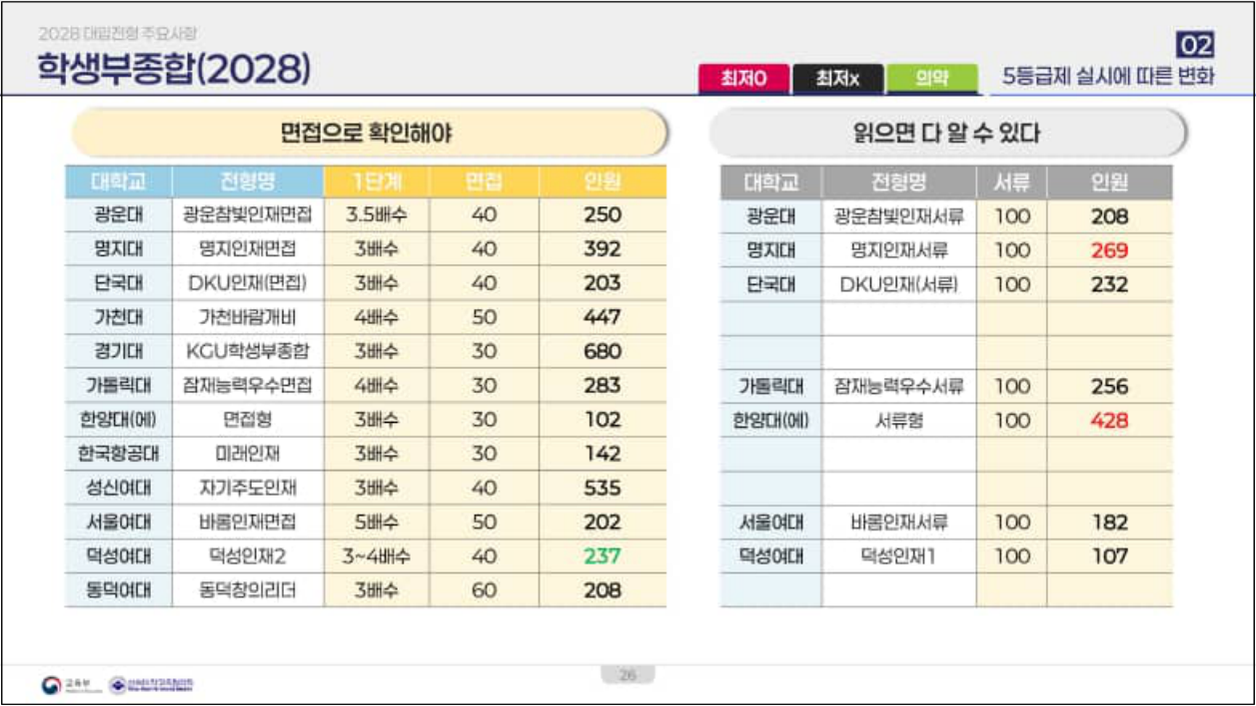 2028 대입전형 주요사항
학생부종합(2028)
최저O 최저x 의약
02
5등급제 실시에 따른 변화
면접으로 확인해야
대학교 전형명 1단계 면접 인원
광운대 광운참빛인재면접 3.5배수 40 250
명지대 명지인재면접 3배수 40 392
단국대 DKU인재(면접) 3배수 40 203
가천대 가천바람개비 4배수 50 447
경기대 KGU학생부종합 3배수 30 680
가톨릭대 잠재능력우수면접 4배수 30 283
한양대(에) 면접형 3배수 30 102
한국항공대 미래인재 3배수 30 142
성신여대 자기주도인재 3배수 40 535
서울여대 바롬인재면접 5배수 50 202
덕성여대 덕성인재2 3~4배수 40 237
동덕여대 동덕창의리더 3배수 60 208
읽으면 다 알 수 있다
대학교 전형명 서류 인원
광운대 광운참빛인재서류 100 208
명지대 명지인재서류 100 269
단국대 DKU인재(서류) 100 232
가톨릭대 잠재능력우수서류 100 256
한양대(에) 서류형 100 428
서울여대 바롬인재서류 100 182
덕성여대 덕성인재1 100 107
교육부
26